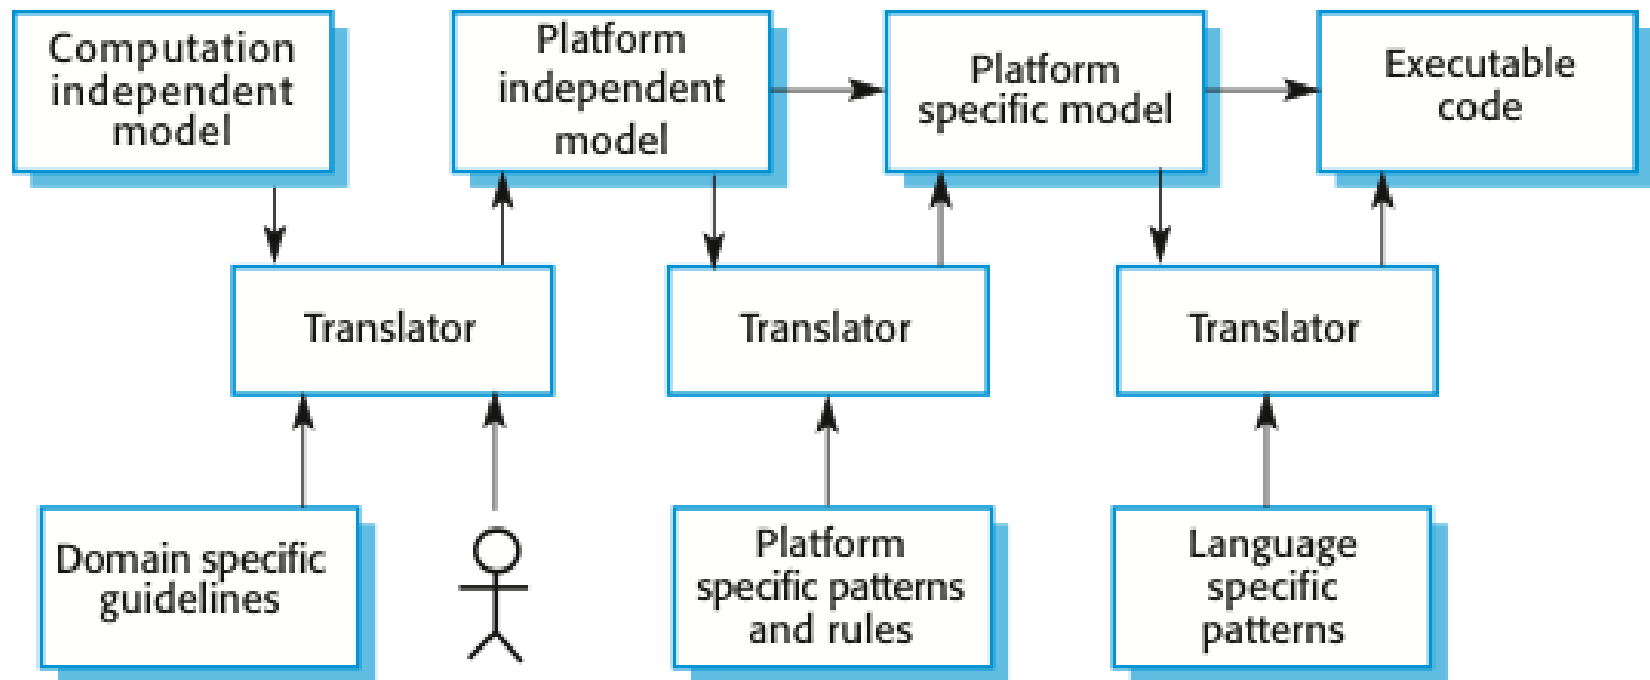 Computation
independent
model
Platform
independent
model
Platform
specific model
Executable
code
Translator
Translator
Translator
Domain specific
guidelines
Platform
specific patterns
and rules
Language
specific
patterns